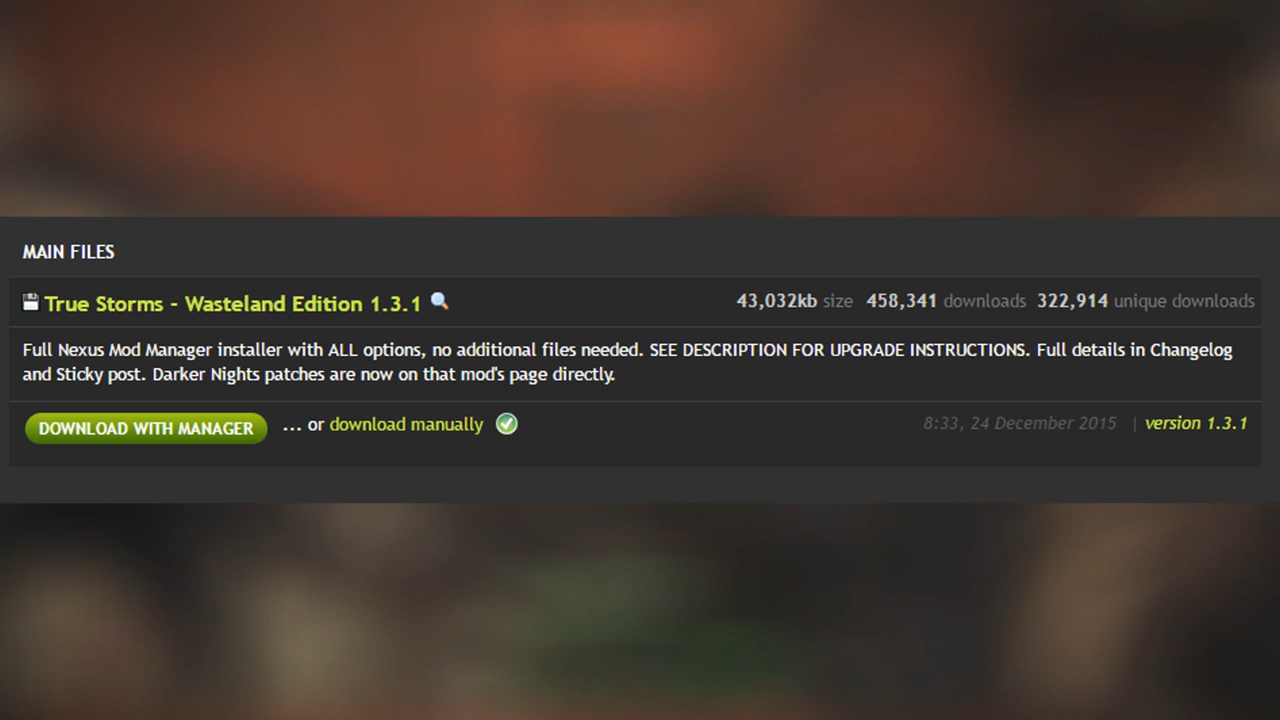 MAIN FILES
True Storms - Wasteland Edition 1.3.1 43,032kb size 458,341 downloads 322,914 unique downloads
Full Nexus Mod Manager installer with ALL options, no additional files needed. SEE DESCRIPTION FOR UPGRADE INSTRUCTIONS. Full details in Changelog
and Sticky post. Darker Nights patches are now on that mod's page directly.
DOWNLOAD WITH MANAGER ... or download manually 8:33, 24 December 2015 | version 1.3.1